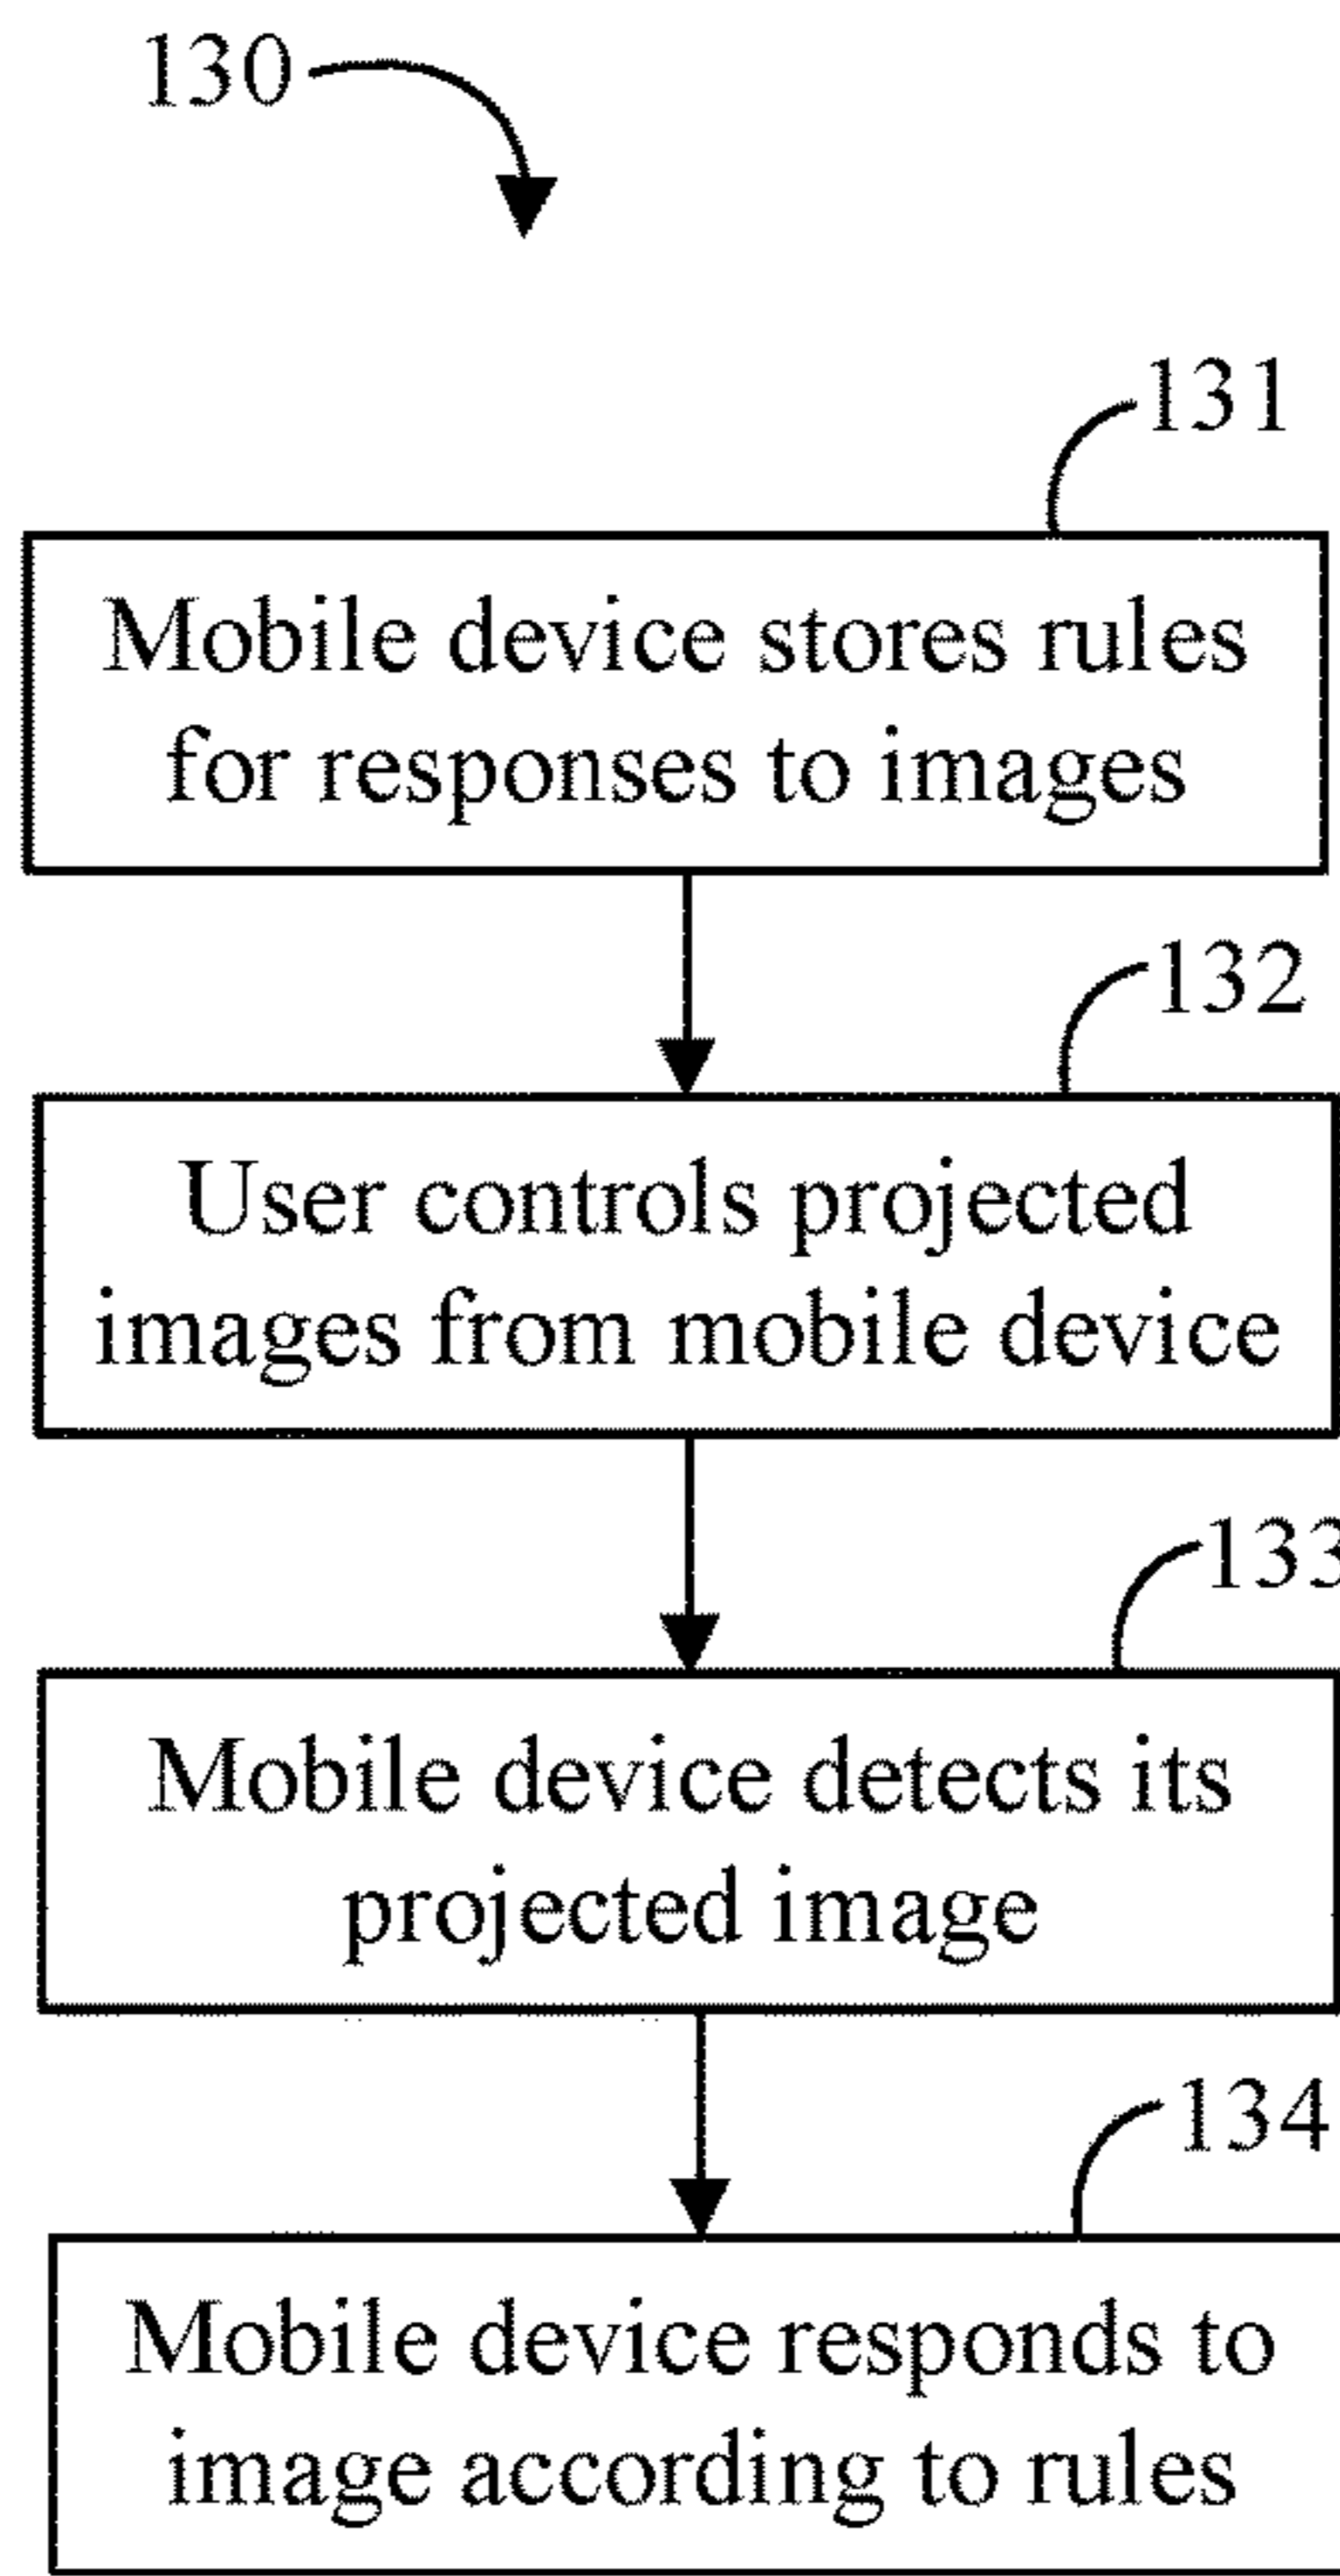 130
131
Mobile device stores rules
for responses to images
132
User controls projected
images from mobile device
133
Mobile device detects its
projected image
134
Mobile device responds to
image according to rules